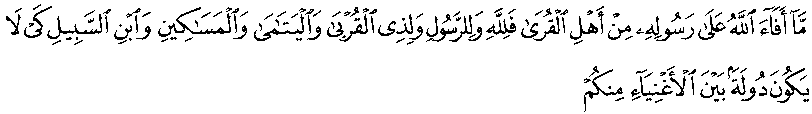 مَّآ أَفَآءَ ٱللَّهُ عَلَىٰ رَسُولِهِۦ مِنْ أَهْلِ ٱلْقُرَىٰ فَلِلَّهِ وَلِلرَّسُولِ وَلِذِى ٱلْقُرْبَىٰ وَٱلْيَتَـٰمَىٰ وَٱلْمَسَـٰكِينِ وَٱبْنِ ٱلسَّبِيلِ كَىْ لَا
يَكُونَ دُولَةًۢ بَيْنَ ٱلْأَغْنِيَآءِ مِنكُمْ